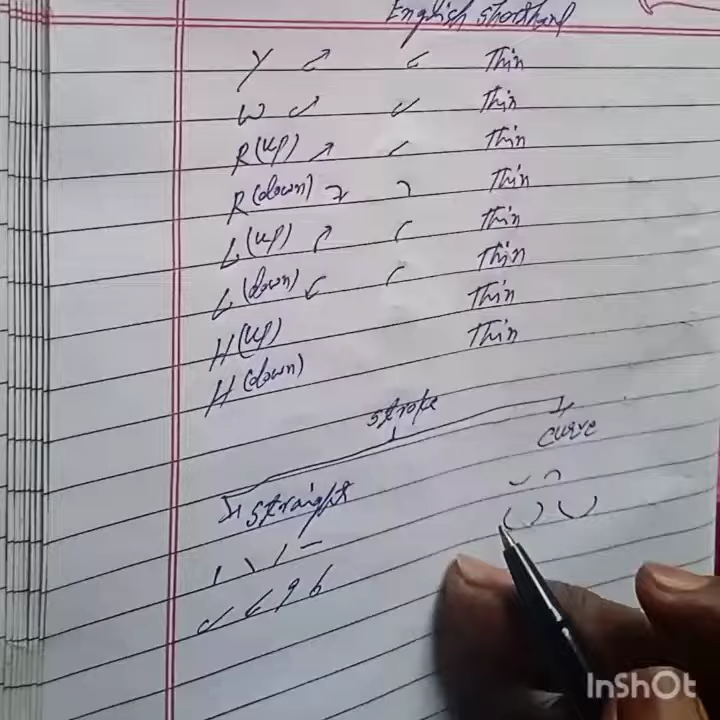 English Shorthand
Y Thin
W Thin
R (up) Thin
R (down) Thin
L (up) Thin
L (down) Thin
H (up) Thin
H (down) Thin
stroke
curve
straight
InShOt